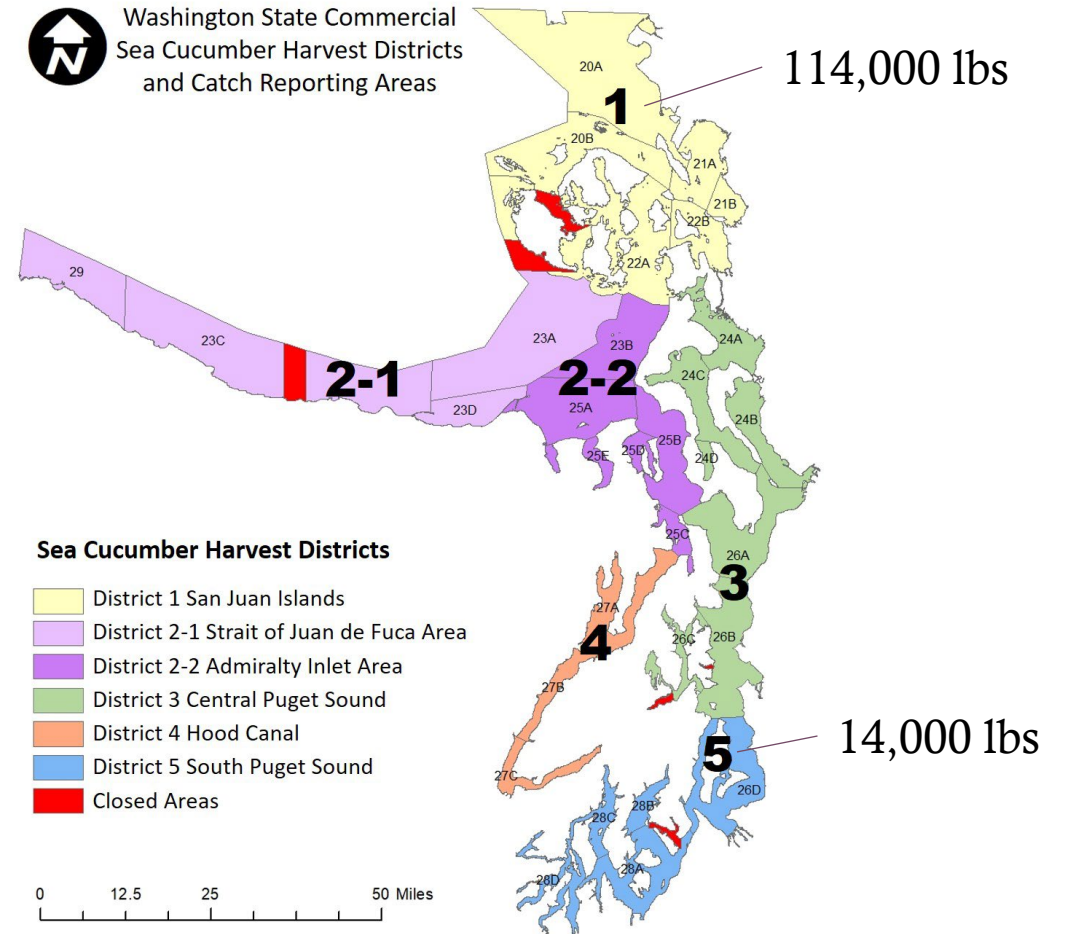 N
Washington State Commercial
Sea Cucumber Harvest Districts
and Catch Reporting Areas
114,000 lbs
20A
1
20B
21A
21B
22B
22A
29
23C
23A
23B
24A
2-1
2-2
24C
23D
25A
24B
25E
25D
25B
24D
25C
26A
3
27A
4
26C
26B
27B
27C
Sea Cucumber Harvest Districts
District 1 San Juan Islands
District 2-1 Strait of Juan de Fuca Area
District 2-2 Admiralty Inlet Area
District 3 Central Puget Sound
District 4 Hood Canal
District 5 South Puget Sound
Closed Areas
14,000 lbs
5
26D
28B
28C
28A
28D
0 12.5 25 50 Miles